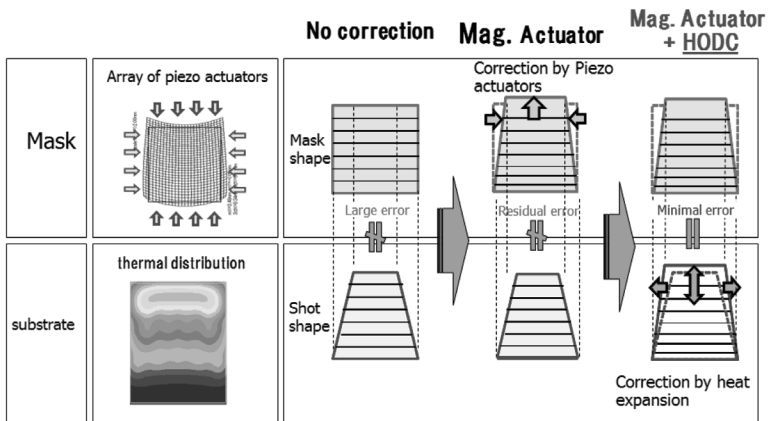 No correction
Mag. Actuator
Mag. Actuator
+ HODC
Mask
Array of piezo actuators
Mask
shape
Correction by Piezo
actuators
Large error
Residual error
Minimal error
substrate
thermal distribution
Shot
shape
Correction by heat
expansion